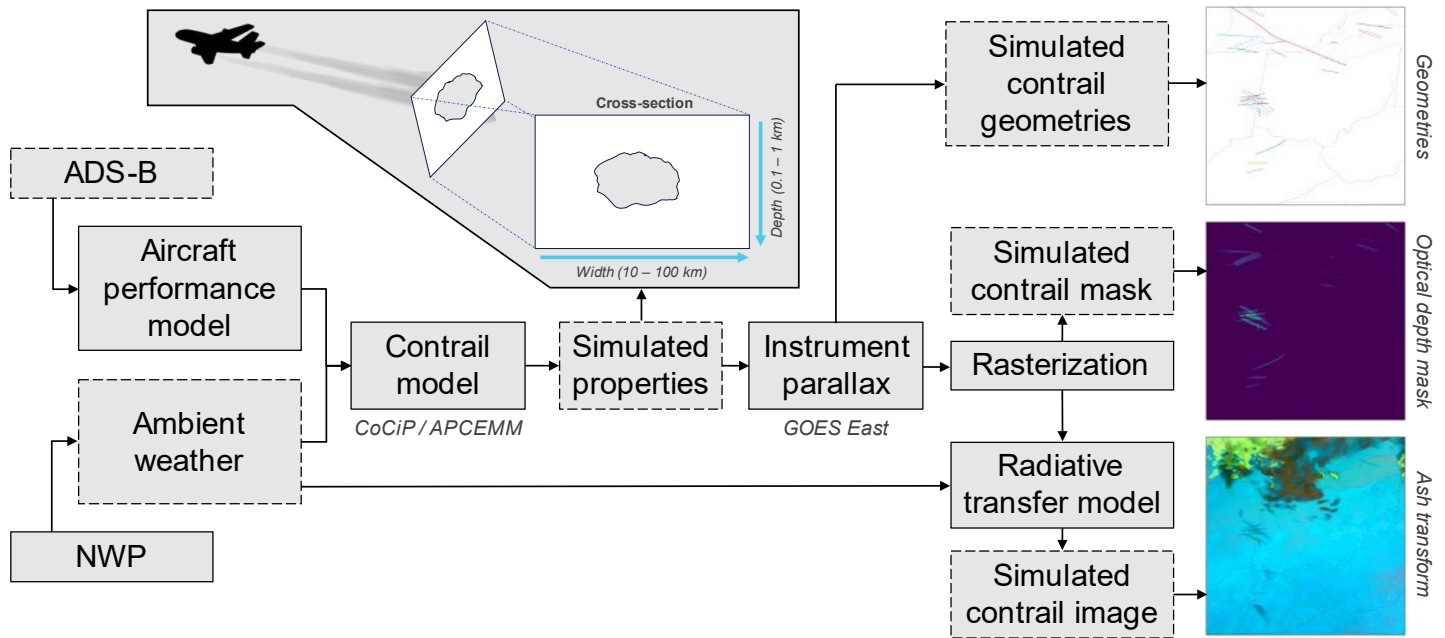 Cross-section
Depth (0.1 – 1 km)
Width (10 – 100 km)
ADS-B
Aircraft
performance
model
Ambient
weather
NWP
Contrail
model
CoCiP / APCEMM
Simulated
properties
Instrument
parallax
GOES East
Simulated
contrail
geometries
Geometries
Simulated
contrail mask
Optical depth mask
Rasterization
Radiative
transfer model
Simulated
contrail image
Ash transform